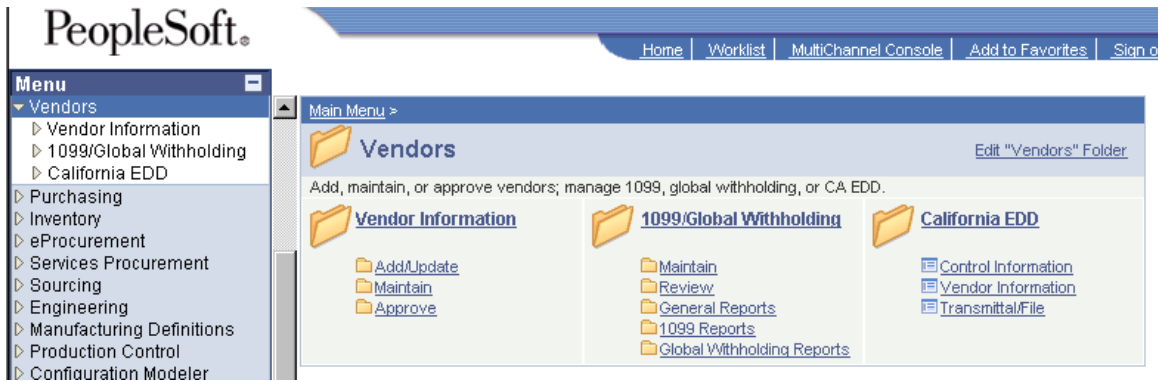 PeopleSoft®
Home | Worklist | MultiChannel Console | Add to Favorites | Sign o
Menu
Vendors
Vendor Information
1099/Global Withholding
California EDD
Purchasing
Inventory
eProcurement
Services Procurement
Sourcing
Engineering
Manufacturing Definitions
Production Control
Configuration Modeler
Main Menu >
Vendors
Edit "Vendors" Folder
Add, maintain, or approve vendors; manage 1099, global withholding, or CA EDD.
Vendor Information
Add/Update
Maintain
Approve
1099/Global Withholding
Maintain
Review
General Reports
1099 Reports
Global Withholding Reports
California EDD
Control Information
Vendor Information
Transmittal/File